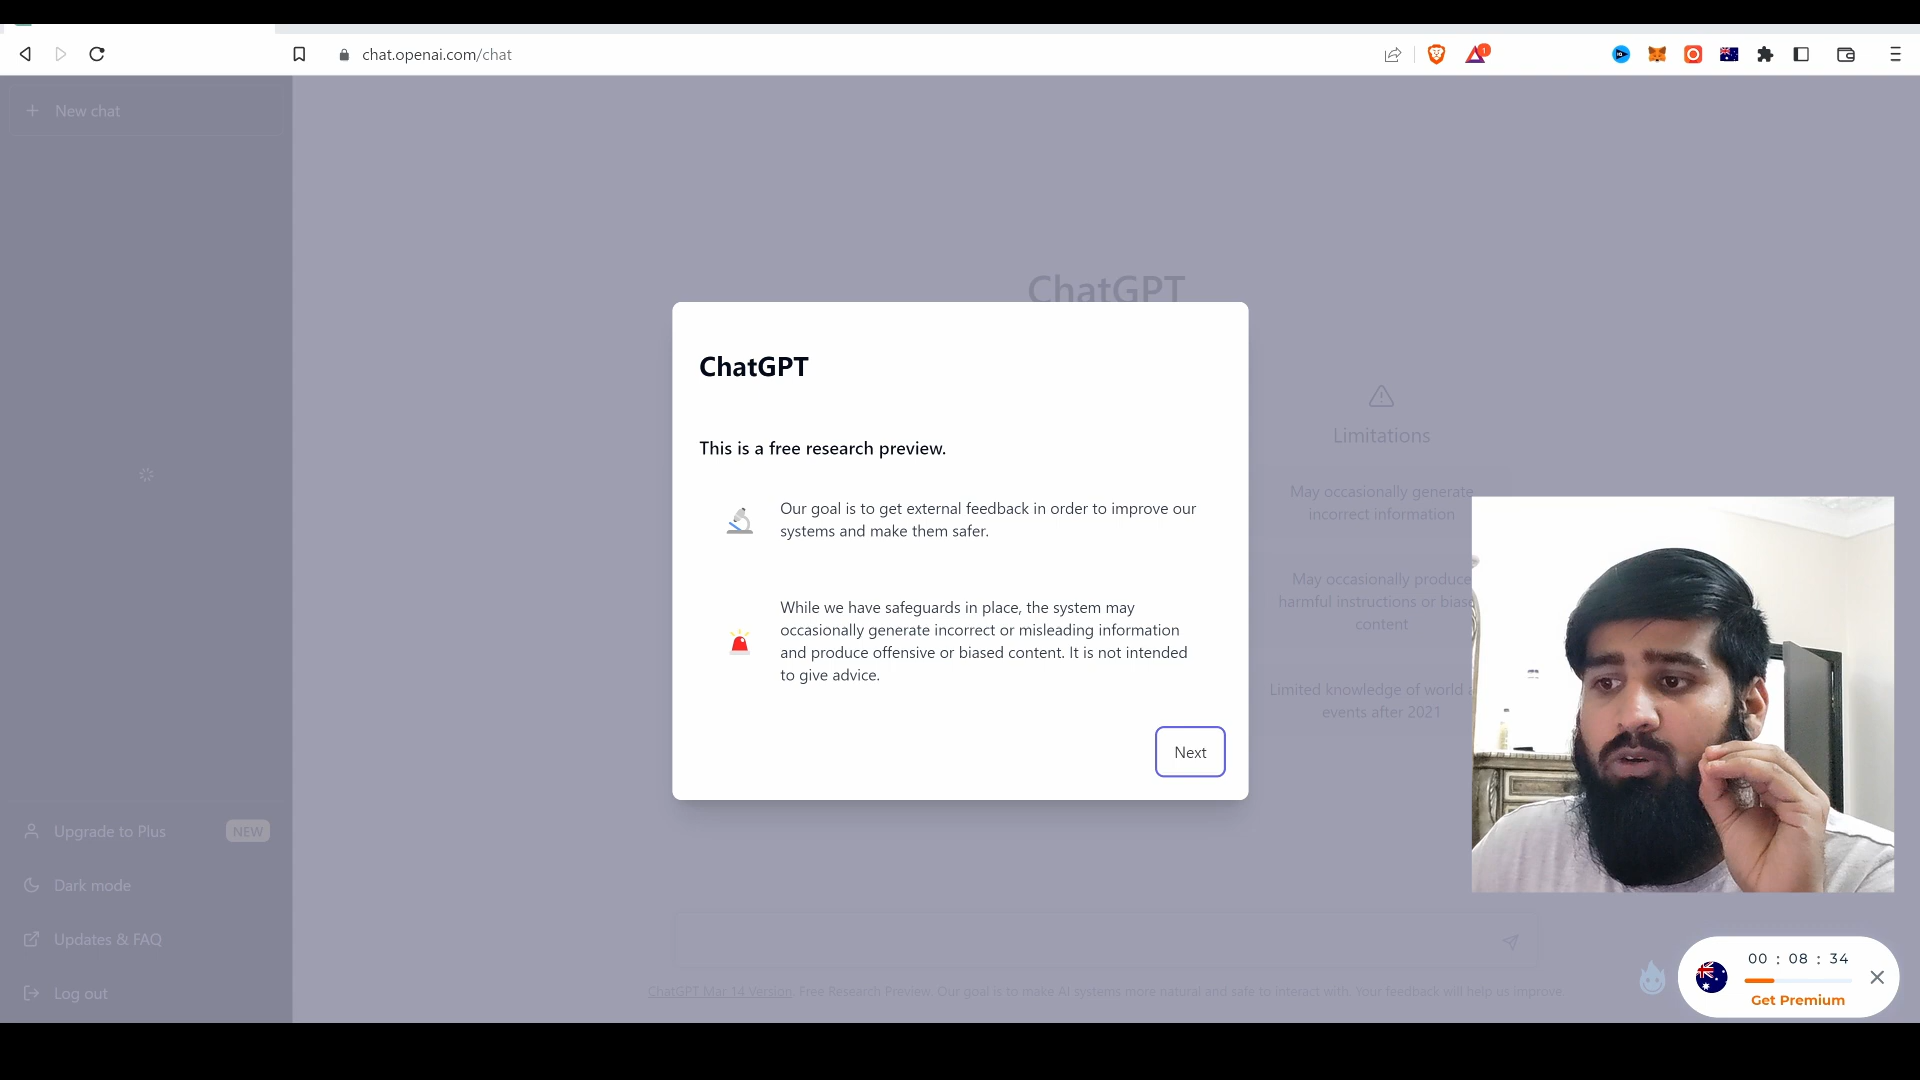 chat.openai.com/chat
1
New chat
ChatGPT
ChatGPT
This is a free research preview.
Our goal is to get external feedback in order to improve our
systems and make them safer.
While we have safeguards in place, the system may
occasionally generate incorrect or misleading information
and produce offensive or biased content. It is not intended
to give advice.
Next
Limitations
May occasionally generate
incorrect information
May occasionally produce
harmful instructions or
content
Limited knowledge of world
events after 2021
Upgrade to Plus
NEW
Dark mode
Updates & FAQ
Log out
ChatGPT Mar 14 Version. Free Research Preview. Our goal is to make AI systems more natural and safe to interact with. Your feedback will help us improve.
00 : 08 : 34
Get Premium